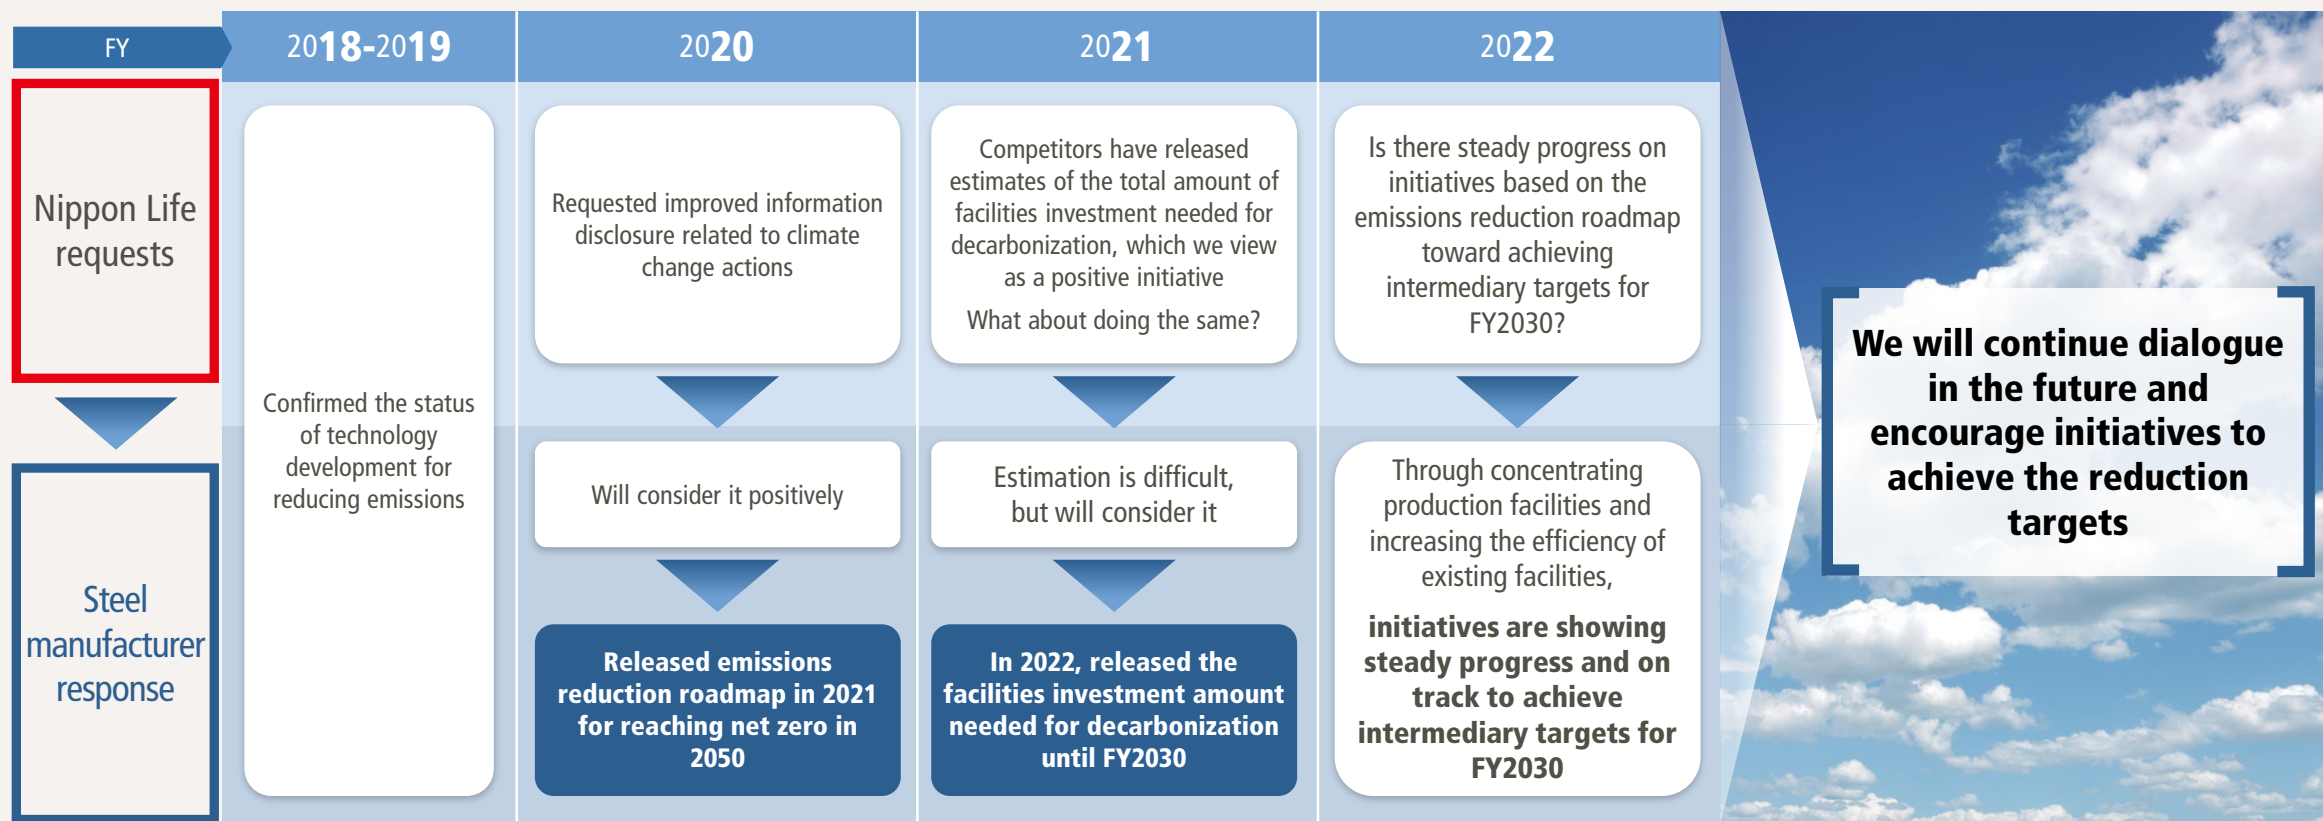 FY
2018-2019
2020
2021
2022
Nippon Life
requests
Steel
manufacturer
response
Confirmed the status
of technology
development for
reducing emissions
Requested improved information
disclosure related to climate
change actions
Will consider it positively
Released emissions
reduction roadmap in 2021
for reaching net zero in
2050
Competitors have released
estimates of the total amount of
facilities investment needed for
decarbonization, which we view
as a positive initiative
What about doing the same?
Estimation is difficult,
but will consider it
In 2022, released the
facilities investment amount
needed for decarbonization
until FY2030
Is there steady progress on
initiatives based on the
emissions reduction roadmap
toward achieving
intermediary targets for
FY2030?
Through concentrating
production facilities and
increasing the efficiency of
existing facilities,
initiatives are showing
steady progress and on
track to achieve
intermediary targets for
FY2030
We will continue dialogue
in the future and
encourage initiatives to
achieve the reduction
targets